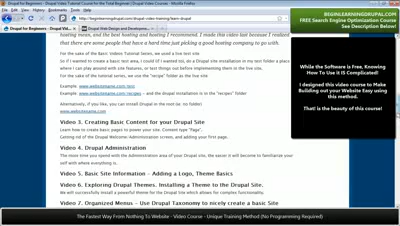 Drupal for Beginners - Drupal Video Tutorial Course for the Total Beginner | Drupal Video Courses - Mozilla Firefox
File Edit View History Bookmarks Tools Help
Drupal for Beginners - Drupal Vide...
Drupal Web Design and Developme...
BEGINLEARNINGDRUPAL.COM/
FREE Search Engine Optimization Course
See Description Below!
hosting needs, and the best hosting and hosting I recommend. I made this video last because I realized
that there are some people that have a hard time just picking a good hosting company to go with.
For the sake of the Basic Videos Tutorial Series, we used a live test site
So if I wanted to create a basic test area, I could if I wanted to, do a Drupal site installation in my test folder a place
where I can play around with site features, or test things out before implementing them in the live site.
For the sake of the tutorial series, we use the "recipe" folder as the live test site
Example: www.websitename.com/test
Example: www.websitename.com/recipes - and the drupal installation is in the "recipes" folder
Alternatively, if you like, you can install drupal in the root (ie: no folder)
www.websitename.com
While the Software is Free, Knowing
How To Use It IS Complicated!
I designed this video course to Make
Building out your Website Easy using
this method.
That is the beauty of this course!
Video 3. Creating Basic Content for your Drupal Site
Learn how to create basic pages to power your site. Content type "Page".
Getting rid of the Welcome Administration screen, and adding your first page.
Video 4. Drupal Administration
The more time you spend with the Administration area of your Drupal site, the easier it will become to familiarize your
self with where everything is.
Video 5. Basic Site Information - Adding a Logo, Theme Basics
Video 6. Exploring Drupal Themes. Installing a Theme to the Drupal Site.
We will successfully install a powerful theme for the Drupal Site which allows for complex functionality.
Video 7. Organized Menus - Use Drupal Taxonomy to nicely create a basic Site
The Fastest Way From Nothing To Website - Video Course - Unique Training Method (No Programming Required)